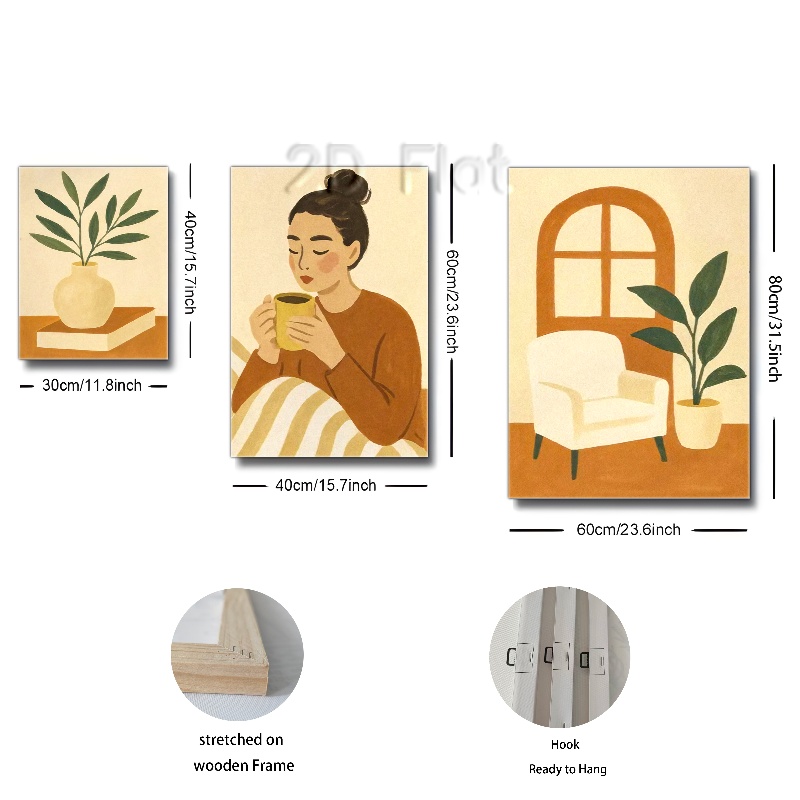 2D Flat
40cm/15.7inch
30cm/11.8inch
60cm/23.6inch
40cm/15.7inch
80cm/31.5inch
60cm/23.6inch
stretched on
wooden Frame
Hook
Ready to Hang